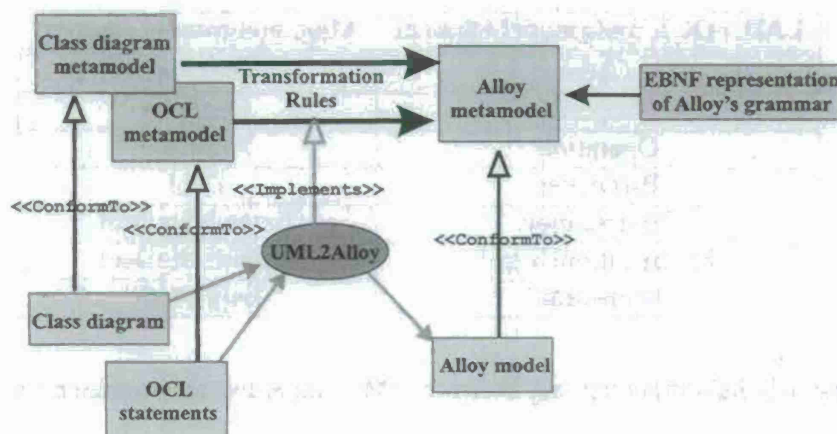 Class diagram
metamodel
Transformation
Rules
OCL
metamodel
Alloy
metamodel
EBNF representation
of Alloy's grammar
<<Implements>>
<<ConformTo>>
<<ConformTo>>
<<ConformTo>>
UML2Alloy
Class diagram
Alloy model
OCL
statements